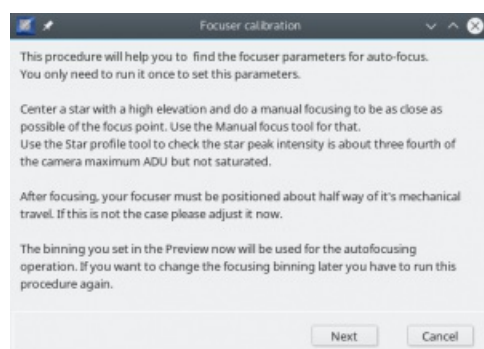 Focuser calibration
This procedure will help you to find the focuser parameters for auto-focus.
You only need to run it once to set this parameters.
Center a star with a high elevation and do a manual focusing to be as close as
possible of the focus point. Use the Manual focus tool for that.
Use the Star profile tool to check the star peak intensity is about three fourth of
the camera maximum ADU but not saturated.
After focusing, your focuser must be positioned about half way of it's mechanical
travel. If this is not the case please adjust it now.
The binning you set in the Preview now will be used for the autofocusing
operation. If you want to change the focusing binning later you have to run this
procedure again.
Next Cancel